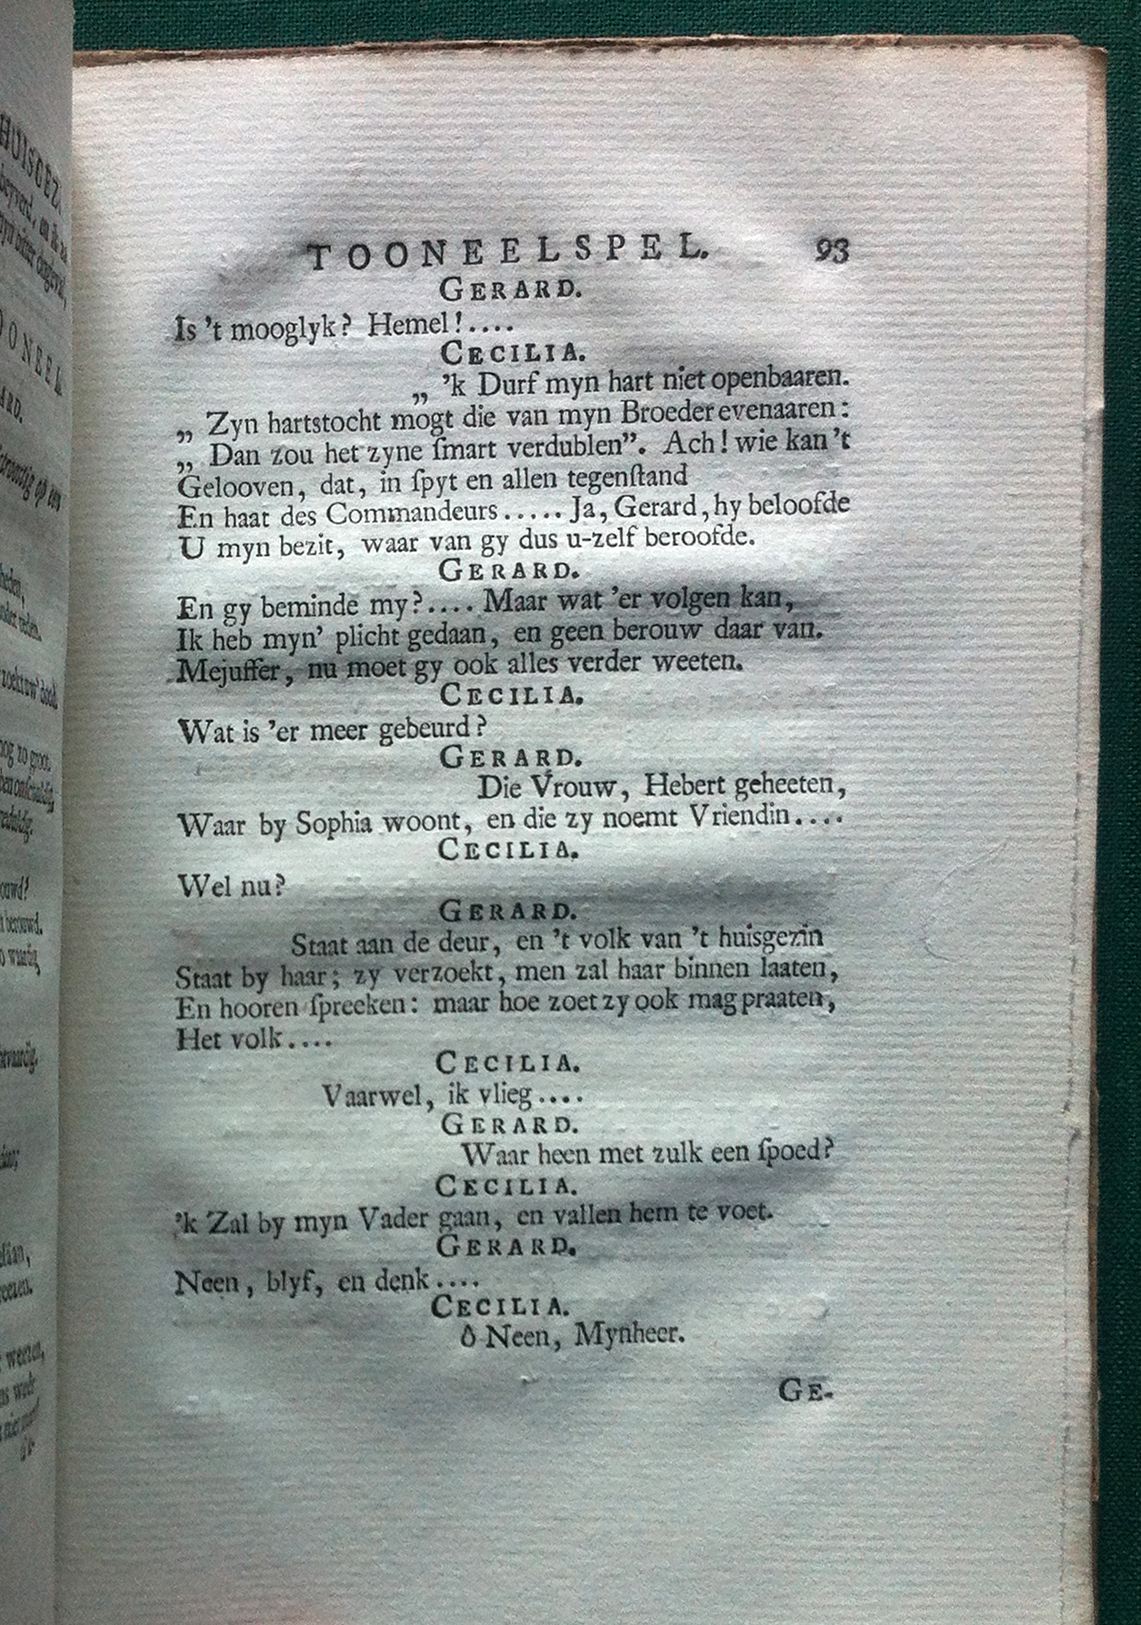 TOONEELSPEL. 93
GERARD.
Is 't mooglyk? Hemel!....
CECILIA.
„ 'k Durf myn hart niet openbaaren.
„ Zyn hartstocht mogt die van myn Broeder evenaaren:
„ Dan zou het zyne ſmart verdublen”. Ach! wie kan 't
Gelooven, dat, in ſpyt en allen tegenſtand
En haat des Commandeurs..... Ja, Gerard, hy beloofde
U myn bezit, waar van gy dus u-zelf beroofde.
GERARD.
En gy beminde my?.... Maar wat 'er volgen kan,
Ik heb myn' plicht gedaan, en geen berouw daar van.
Mejuffer, nu moet gy ook alles verder weeten.
CECILIA.
Wat is 'er meer gebeurd?
GERARD.
Die Vrouw, Hebert geheeten,
Waar by Sophia woont, en die zy noemt Vriendin....
CECILIA.
Wel nu?
GERARD.
Staat aan de deur, en 't volk van 't huisgezin
Staat by haar; zy verzoekt, men zal haar binnen laaten,
En hooren ſpreeken: maar hoe zoet zy ook mag praaten,
Het volk....
CECILIA.
Vaarwel, ik vlieg....
GERARD.
Waar heen met zulk een ſpoed?
CECILIA.
'k Zal by myn Vader gaan, en vallen hem te voet.
GERARD.
Neen, blyf, en denk....
CECILIA.
ô Neen, Mynheer.
GE-